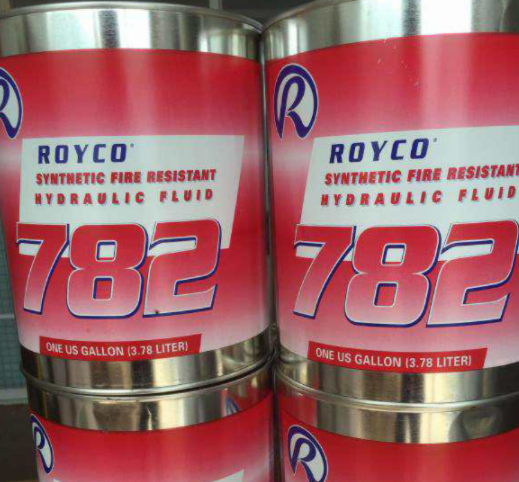 R
ROYCO®
SYNTHETIC FIRE RESISTANT
HYDRAULIC FLUID
782
ONE US GALLON (3.78 LITER)
R
ROYCO®
SYNTHETIC FIRE RESISTANT
HYDRAULIC FLUID
782
ONE US GALLON (3.78 LITER)
R
R